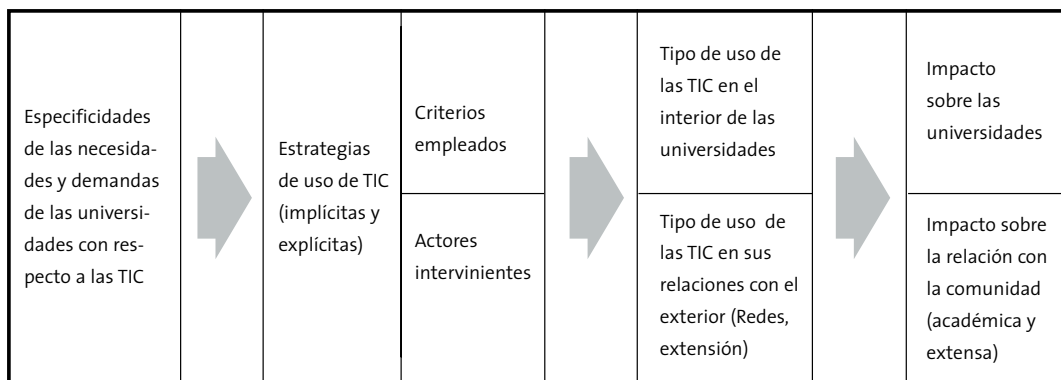 Especificidades
de las necesida-
des y demandas
de las universi-
dades con res-
pecto a las TIC
Estrategias
de uso de TIC
(implícitas y
explícitas)
Criterios
empleados
Actores
intervinientes
Tipo de uso de
las TIC en el
interior de las
universidades
Tipo de uso de
las TIC en sus
relaciones con el
exterior (Redes,
extensión)
Impacto
sobre las
universidades
Impacto sobre
la relación con
la comunidad
(académica y
extensa)